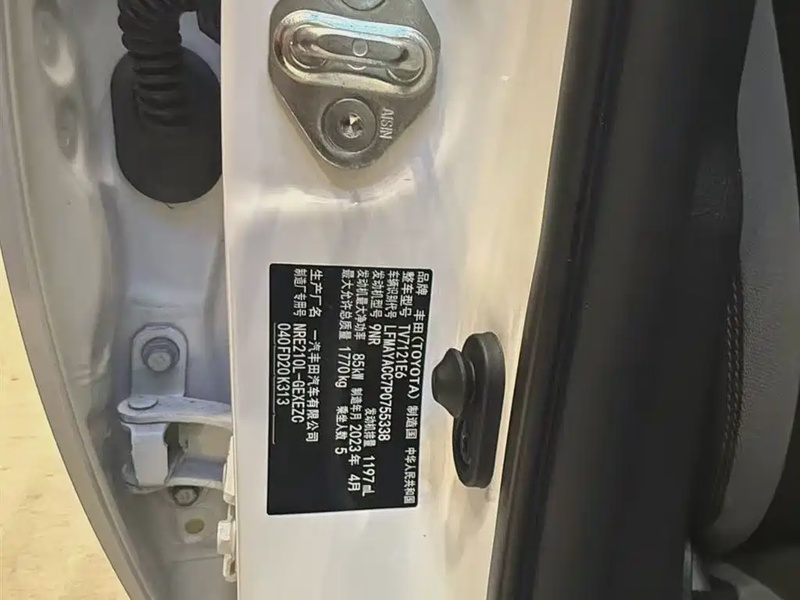 AISIN
品牌 丰田(TOYOTA) 制造国 中华人民共和国
整车型号 TV7121E6
车辆识别代号 LFMAYACC7P0755338
发动机型号 9NR 发动机排量 1197 mL
发动机最大净功率 85kW 制造年月 2023年 4月
最大允许总质量 1770kg 乘坐人数 5
生产厂名 一汽丰田汽车有限公司
制造厂专用号 NRE210L-GEXEZC
040FD20K313